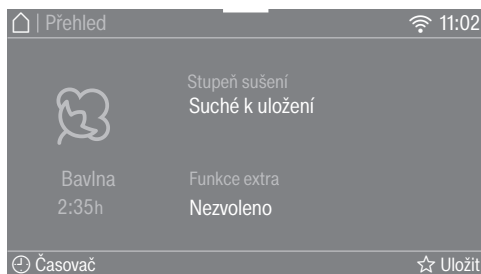 | Přehled 11:02
Stupeň sušení
Suché k uložení
Bavlna
2:35h
Funkce extra
Nezvoleno
Časovač Uložit